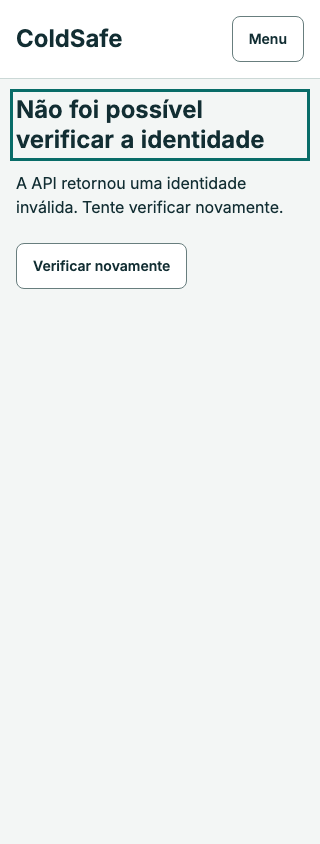 ColdSafe
Menu
Não foi possível
verificar a identidade
A API retornou uma identidade
inválida. Tente verificar novamente.
Verificar novamente